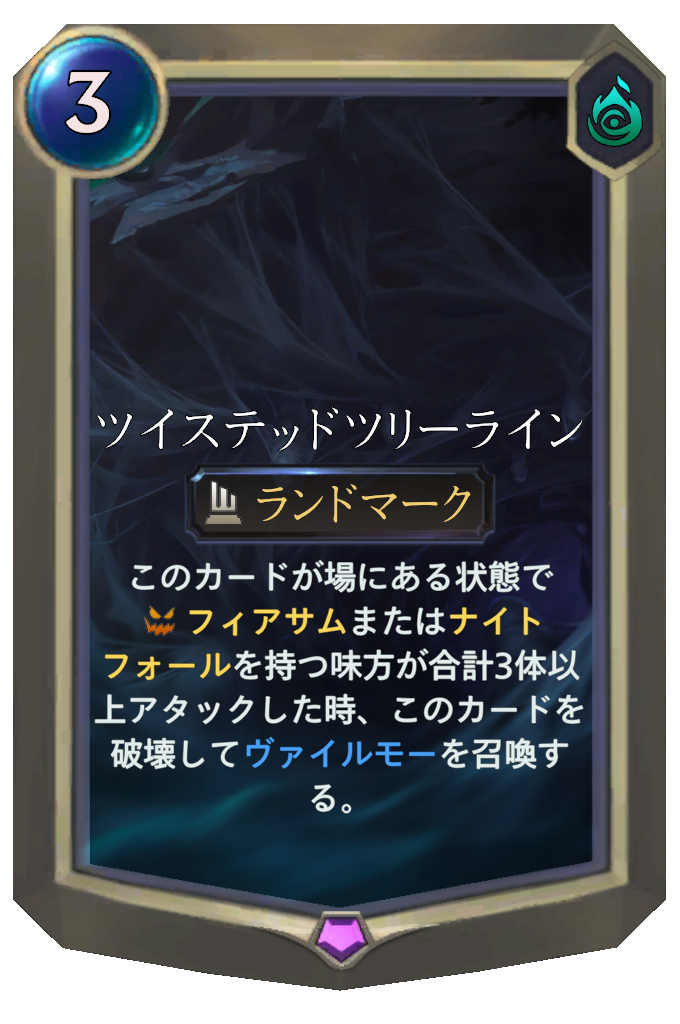 3
ツイステッドツリーライン
ランドマーク
このカードが場にある状態で
フィアサムまたはナイト
フォールを持つ味方が合計3体以
上アタックした時、このカードを
破壊してヴァイルモーを召喚す
る。